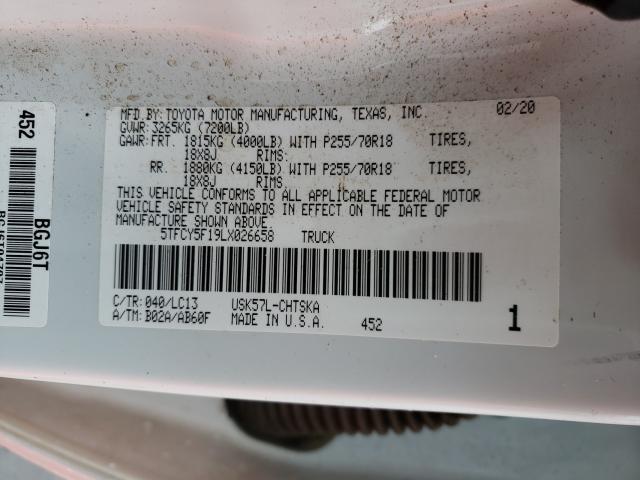 MFD.BY:TOYOTA MOTOR MANUFACTURING, TEXAS, INC. 02/20
GVWR:3265KG (7200LB)
GAWR:FRT. 1815KG (4000LB) WITH P255/70R18 TIRES,
18X8J RIMS:
RR. 1880KG (4150LB) WITH P255/70R18 TIRES,
18X8J RIMS
THIS VEHICLE CONFORMS TO ALL APPLICABLE FEDERAL MOTOR
VEHICLE SAFETY STANDARDS IN EFFECT ON THE DATE OF
MANUFACTURE SHOWN ABOVE.
5TFCY5F19LX026658 TRUCK
C/TR:040/LC13 USK57L-CHTSKA
A/TM:B02A/AB60F MADE IN U.S.A. 452 1
452
BGJ6T